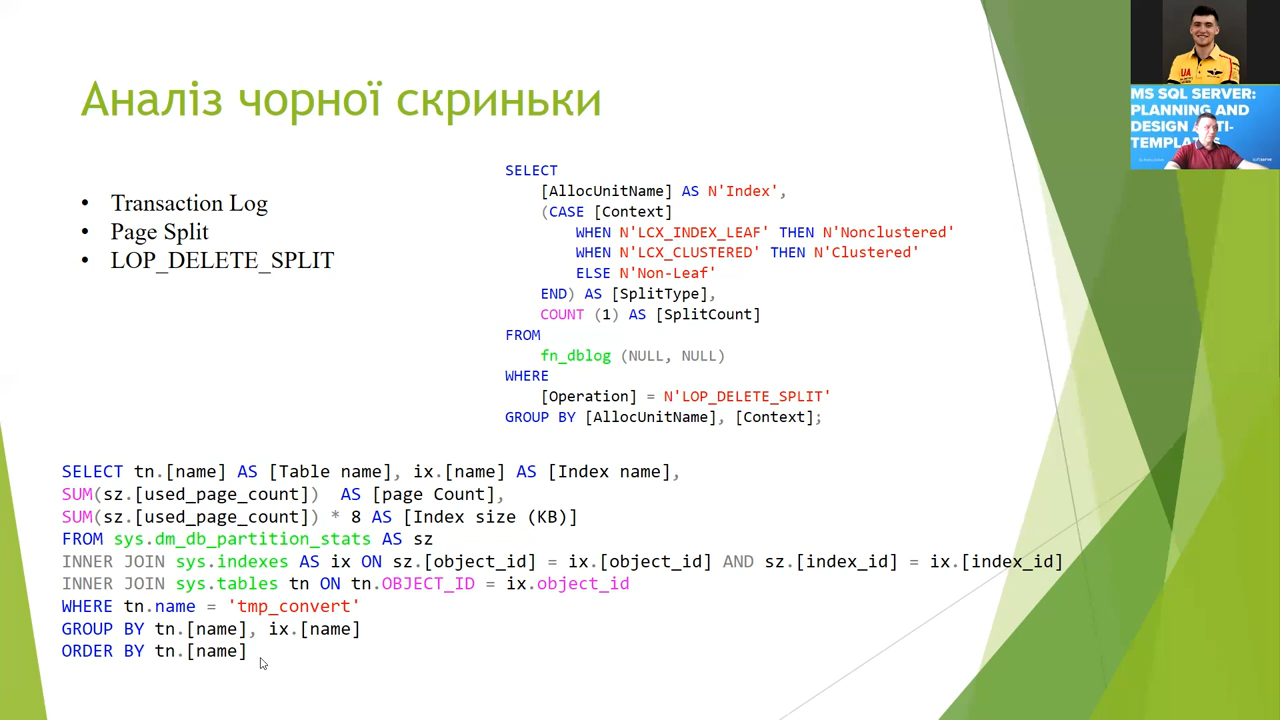 Аналіз чорної скриньки
• Transaction Log
• Page Split
• LOP_DELETE_SPLIT
SELECT
[AllocUnitName] AS N'Index',
(CASE [Context]
WHEN N'LCX_INDEX_LEAF' THEN N'Nonclustered'
WHEN N'LCX_CLUSTERED' THEN N'Clustered'
ELSE N'Non-Leaf'
END) AS [SplitType],
COUNT (1) AS [SplitCount]
FROM
fn_dblog (NULL, NULL)
WHERE
[Operation] = N'LOP_DELETE_SPLIT'
GROUP BY [AllocUnitName], [Context];
SELECT tn.[name] AS [Table name], ix.[name] AS [Index name],
SUM(sz.[used_page_count]) AS [page Count],
SUM(sz.[used_page_count]) * 8 AS [Index size (KB)]
FROM sys.dm_db_partition_stats AS sz
INNER JOIN sys.indexes AS ix ON sz.[object_id] = ix.[object_id] AND sz.[index_id] = ix.[index_id]
INNER JOIN sys.tables tn ON tn.OBJECT_ID = ix.object_id
WHERE tn.name = 'tmp_convert'
GROUP BY tn.[name], ix.[name]
ORDER BY tn.[name]
UA
MS SQL SERVER:
PLANNING AND
DESIGN
softserve